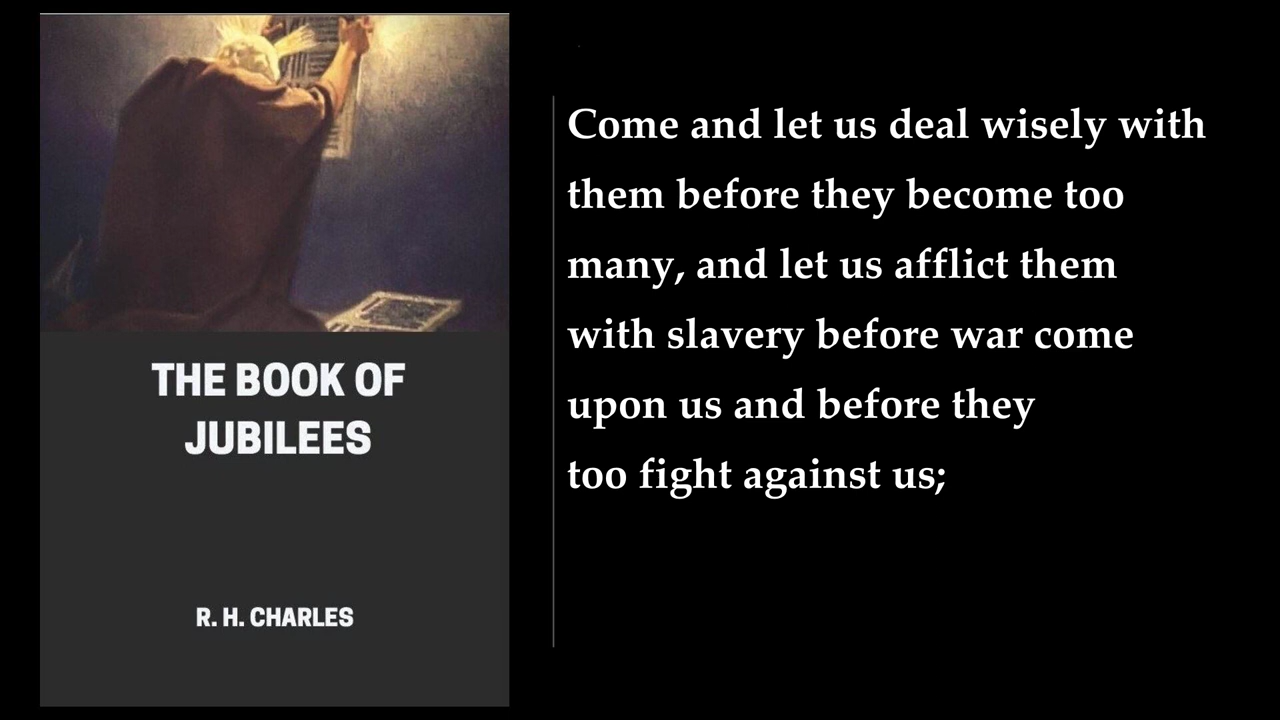 THE BOOK OF
JUBILEES
R. H. CHARLES
Come and let us deal wisely with
them before they become too
many, and let us afflict them
with slavery before war come
upon us and before they
too fight against us;